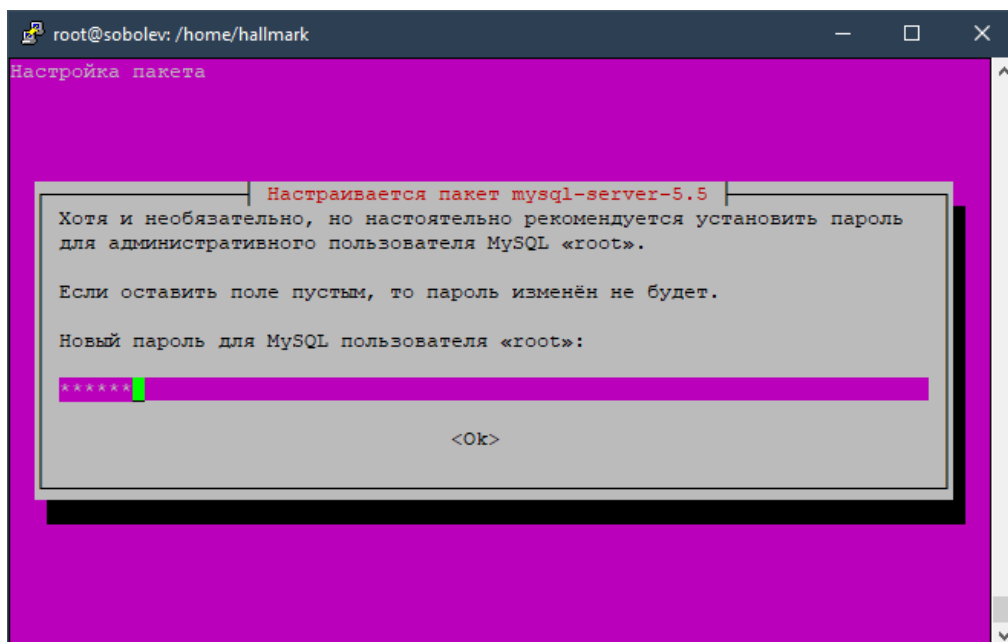 root@sobolev: /home/hallmark
Настройка пакета
Настраивается пакет mysql-server-5.5
Хотя и необязательно, но настоятельно рекомендуется установить пароль
для административного пользователя MySQL «root».
Если оставить поле пустым, то пароль изменён не будет.
Новый пароль для MySQL пользователя «root»:
******
<Ok>